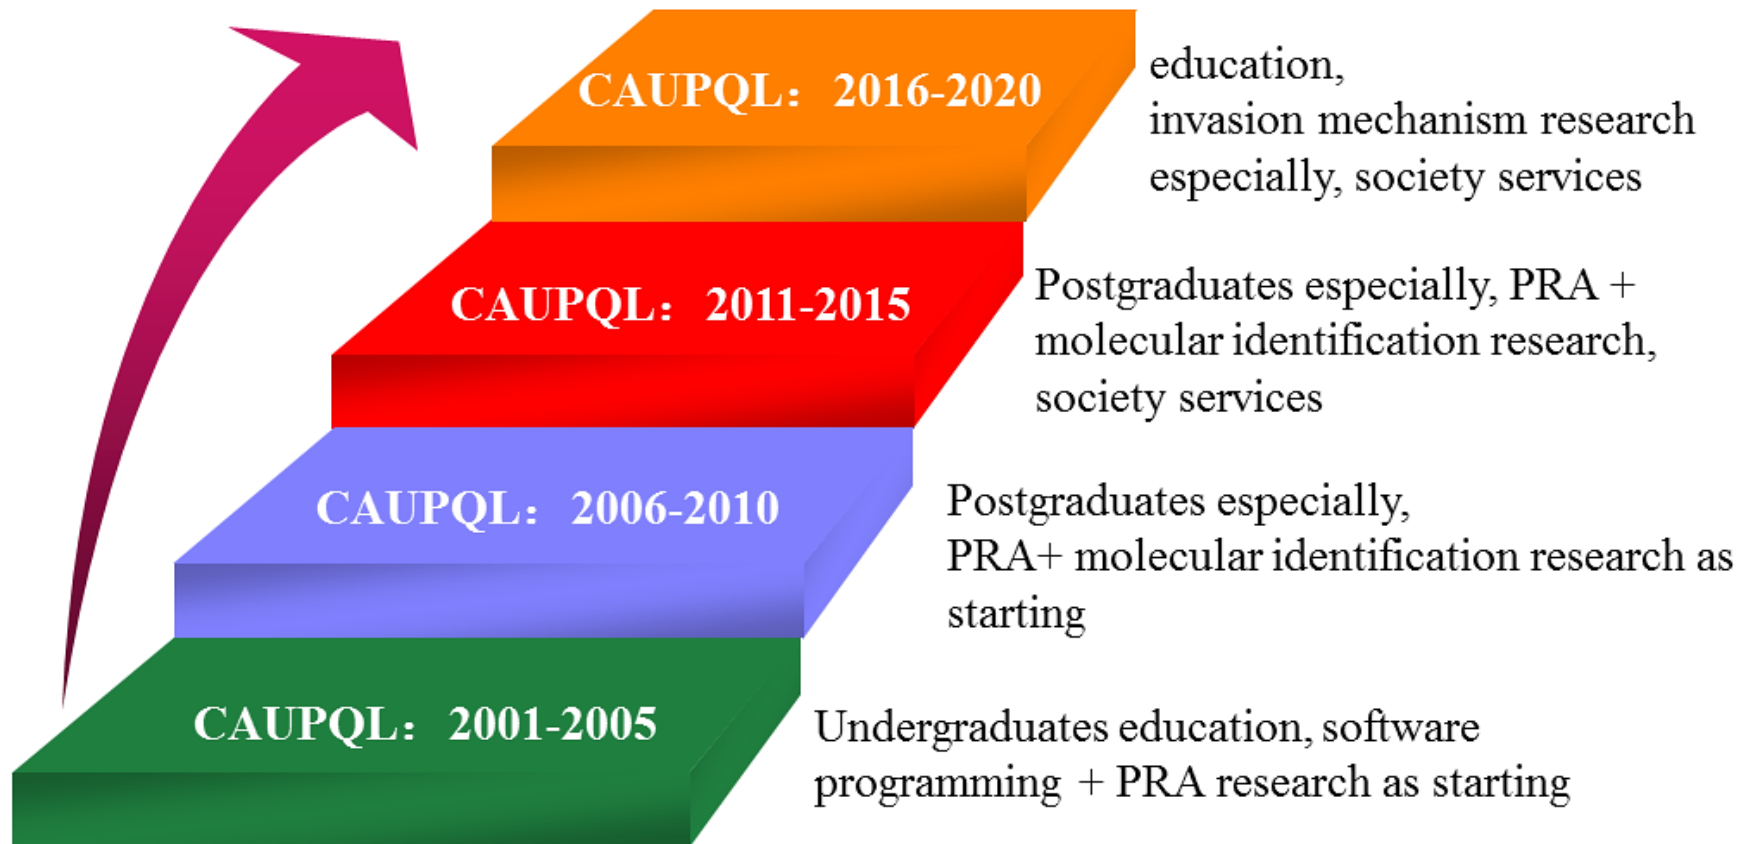 CAUPQL：2016-2020
education,
invasion mechanism research
especially, society services
CAUPQL：2011-2015
Postgraduates especially, PRA +
molecular identification research,
society services
CAUPQL：2006-2010
Postgraduates especially,
PRA+ molecular identification research as
starting
CAUPQL：2001-2005
Undergraduates education, software
programming + PRA research as starting